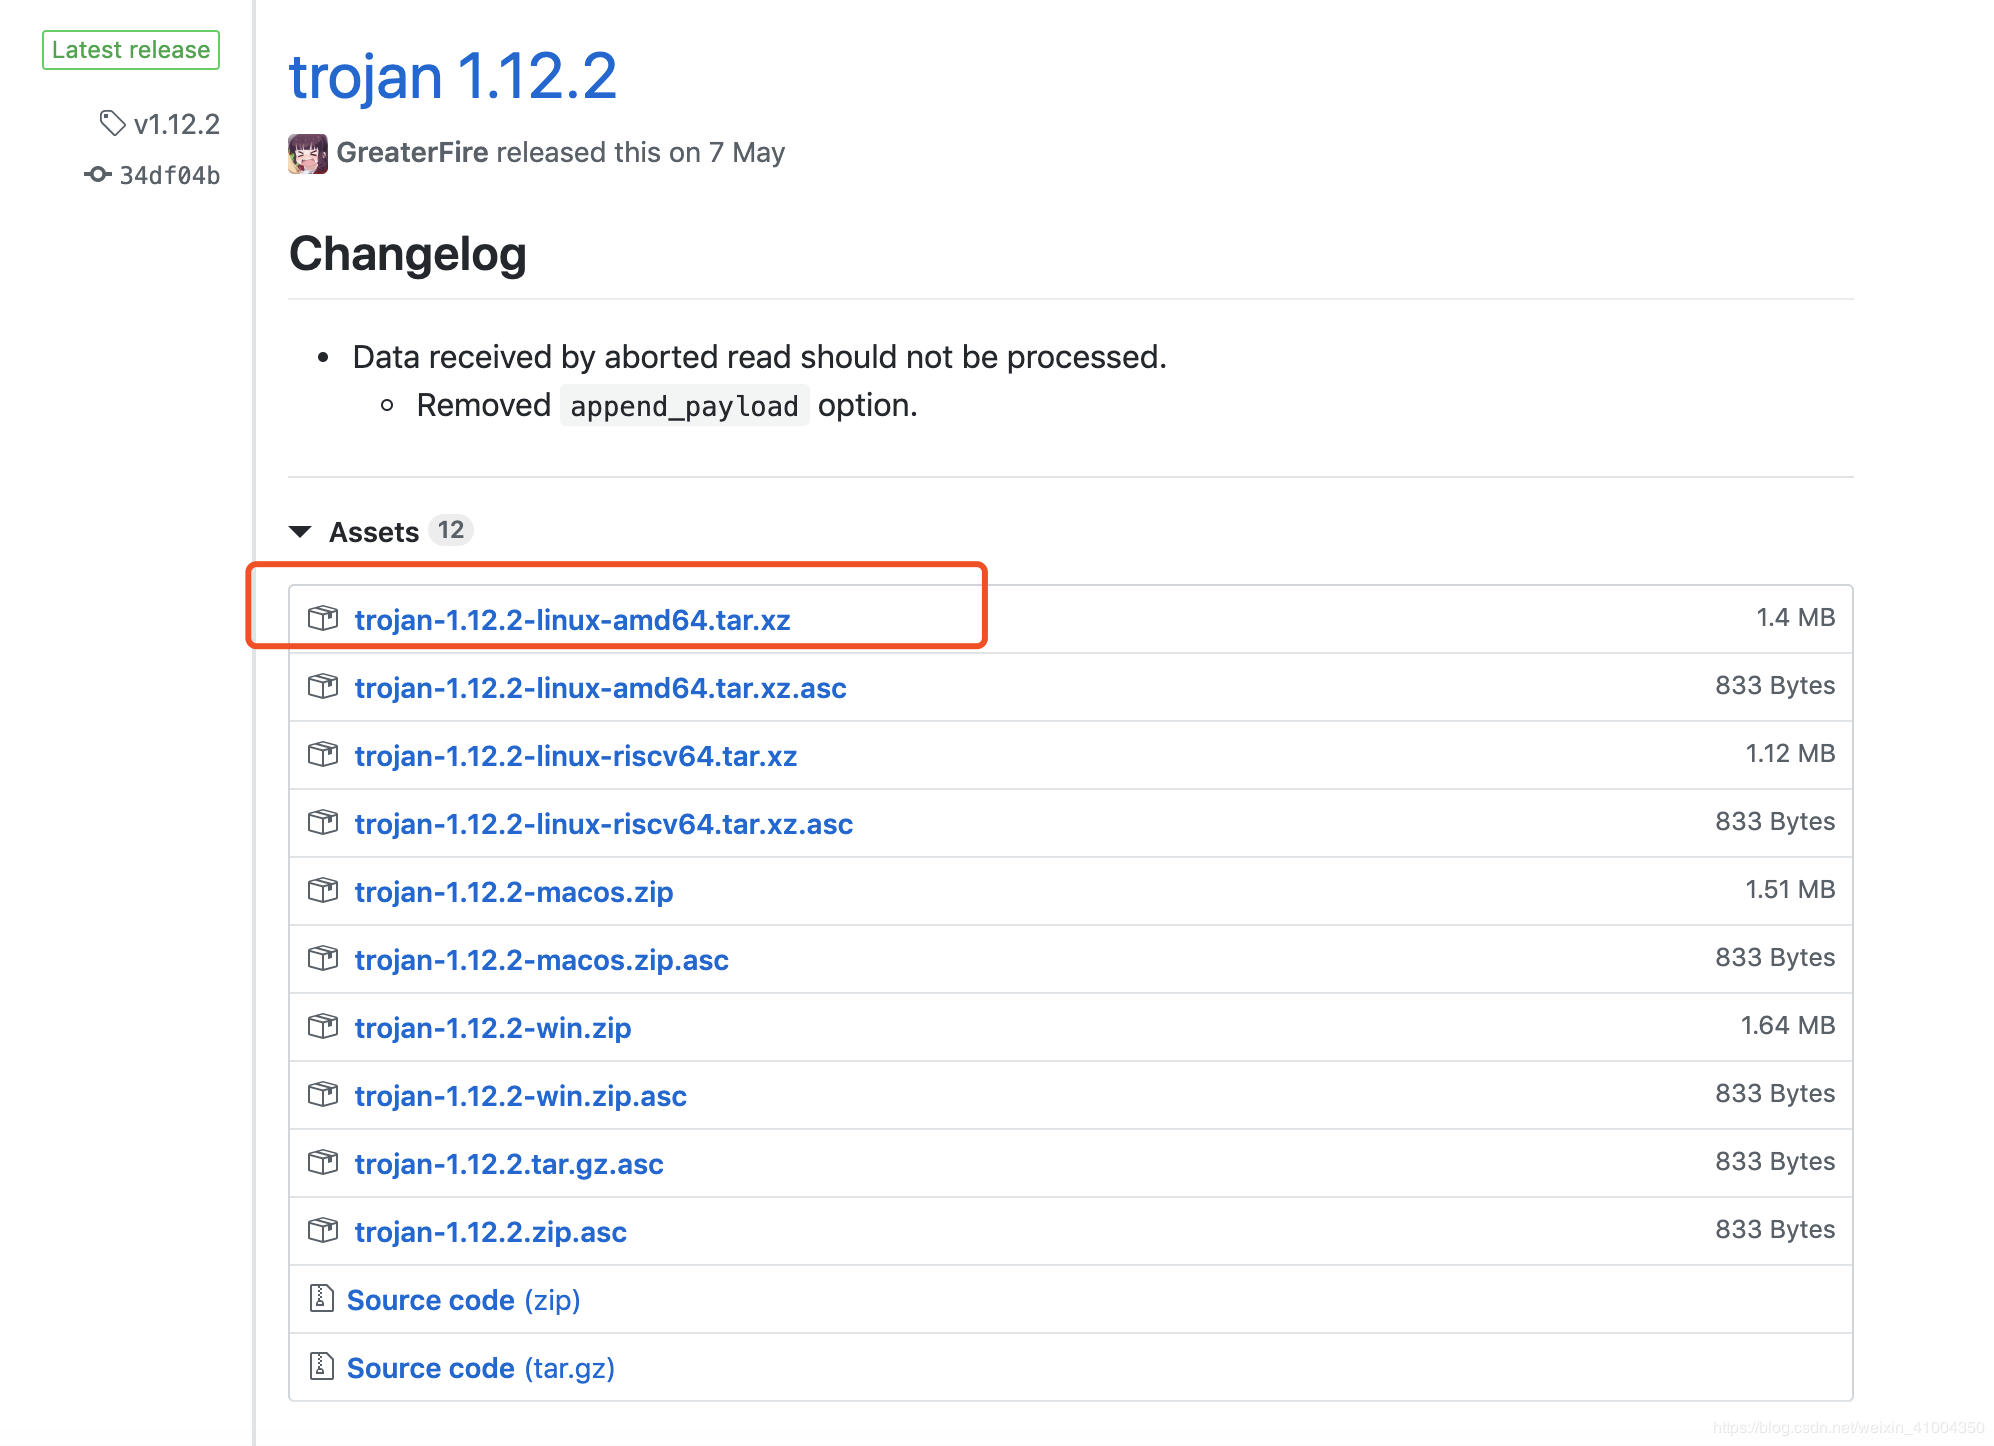 Latest release
v1.12.2
34df04b
trojan 1.12.2
GreaterFire released this on 7 May
Changelog
Data received by aborted read should not be processed.
Removed append_payload option.
Assets 12
trojan-1.12.2-linux-amd64.tar.xz 1.4 MB
trojan-1.12.2-linux-amd64.tar.xz.asc 833 Bytes
trojan-1.12.2-linux-riscv64.tar.xz 1.12 MB
trojan-1.12.2-linux-riscv64.tar.xz.asc 833 Bytes
trojan-1.12.2-macos.zip 1.51 MB
trojan-1.12.2-macos.zip.asc 833 Bytes
trojan-1.12.2-win.zip 1.64 MB
trojan-1.12.2-win.zip.asc 833 Bytes
trojan-1.12.2.tar.gz.asc 833 Bytes
trojan-1.12.2.zip.asc 833 Bytes
Source code (zip)
Source code (tar.gz)
https://blog.csdn.net/weixin_41004350